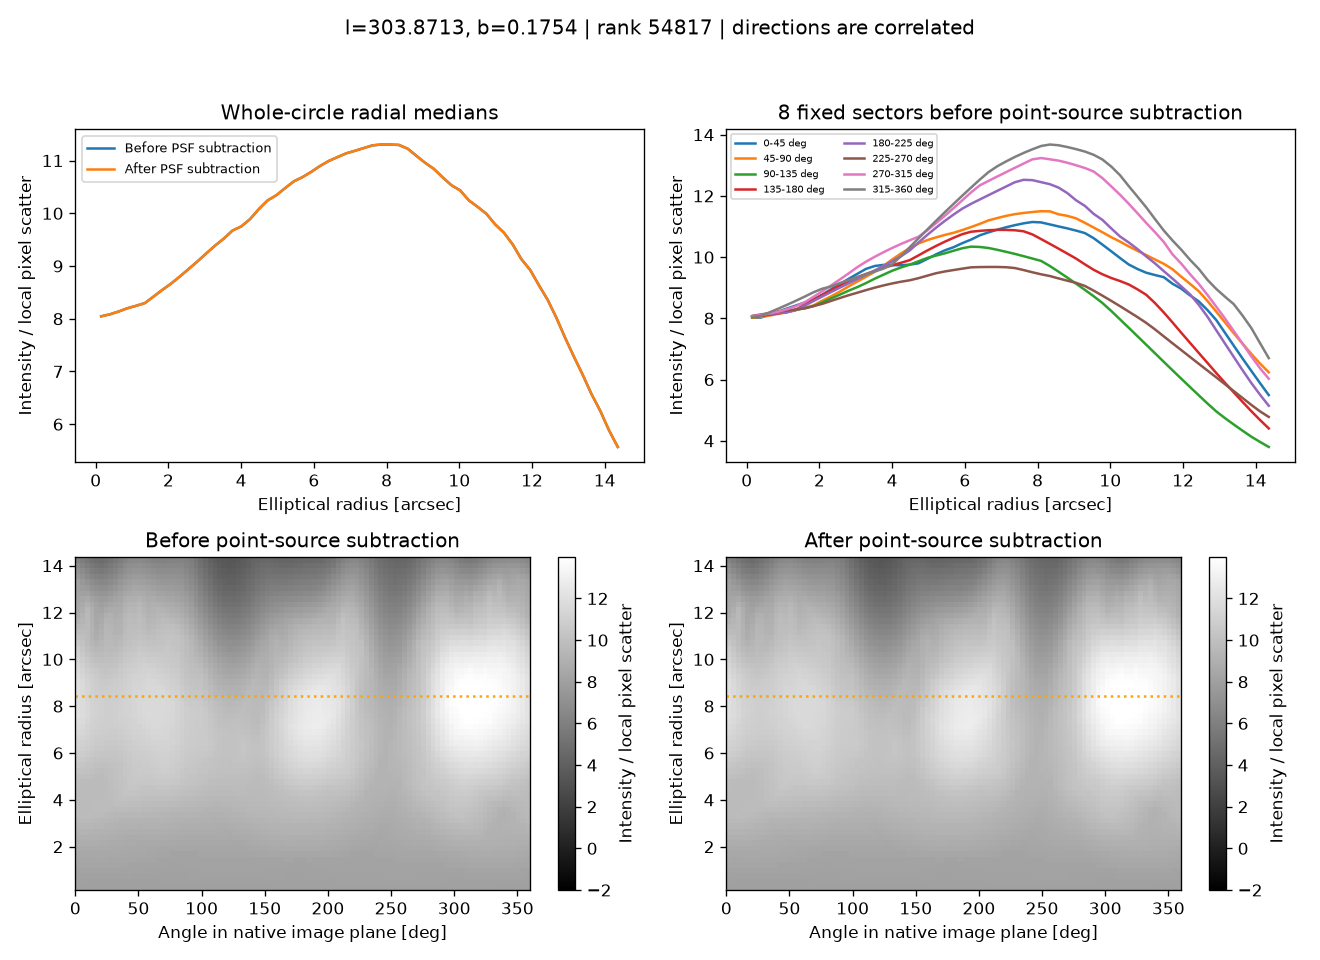 l=303.8713, b=0.1754 | rank 54817 | directions are correlated
Whole-circle radial medians
Before PSF subtraction
After PSF subtraction
Intensity / local pixel scatter
11
10
9
8
7
6
0 2 4 6 8 10 12 14
Elliptical radius [arcsec]
8 fixed sectors before point-source subtraction
0-45 deg 180-225 deg
45-90 deg 225-270 deg
90-135 deg 270-315 deg
135-180 deg 315-360 deg
Intensity / local pixel scatter
14
12
10
8
6
4
0 2 4 6 8 10 12 14
Elliptical radius [arcsec]
Before point-source subtraction
Elliptical radius [arcsec]
14
12
10
8
6
4
2
0 50 100 150 200 250 300 350
Angle in native image plane [deg]
12
10
8
6
4
2
0
−2
Intensity / local pixel scatter
After point-source subtraction
Elliptical radius [arcsec]
14
12
10
8
6
4
2
0 50 100 150 200 250 300 350
Angle in native image plane [deg]
12
10
8
6
4
2
0
−2
Intensity / local pixel scatter